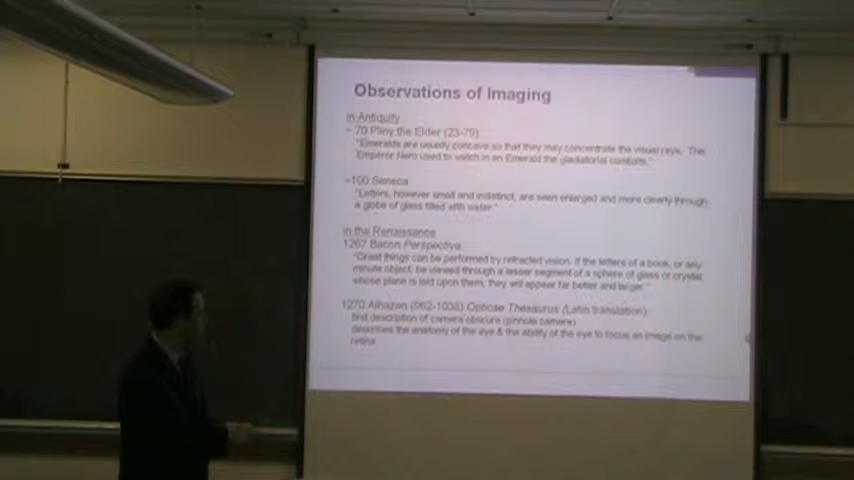 Observations of Imaging
in Antiquity
~ 70 Pliny the Elder (23-79)
"Emeralds are usually concave so that they may concentrate the visual rays. The
Emperor Nero used to watch in an Emerald the gladiatorial combats."
~100 Seneca
"Letters, however small and indistinct, are seen enlarged and more clearly through
a globe of glass filled with water."
in the Renaissance
1267 Bacon Perspectiva
"Great things can be performed by refracted vision. If the letters of a book, or any
minute object, be viewed through a lesser segment of a sphere of glass or crystal,
whose plane is laid upon them, they will appear far better and larger."
1270 Alhazen (962-1038) Opticae Thesaurus (Latin translation)
first description of camera obscura (pinhole camera)
describes the anatomy of the eye & the ability of the eye to focus an image on the
retina